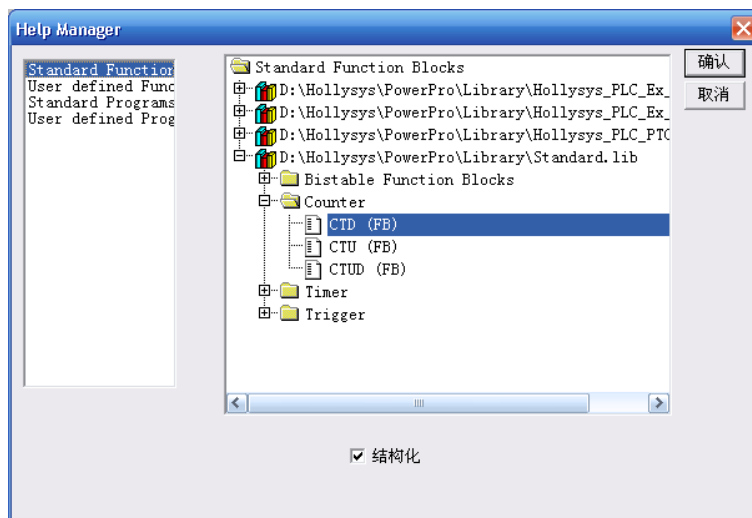 Help Manager
Standard Function
User defined Func
Standard Programs
User defined Prog
Standard Function Blocks
D:\Hollysys\PowerPro\Library\Hollysys_PLC_Ex_
D:\Hollysys\PowerPro\Library\Hollysys_PLC_Ex_
D:\Hollysys\PowerPro\Library\Hollysys_PLC_PTO
D:\Hollysys\PowerPro\Library\Standard.lib
Bistable Function Blocks
Counter
CTD (FB)
CTU (FB)
CTUD (FB)
Timer
Trigger
确认
取消
结构化